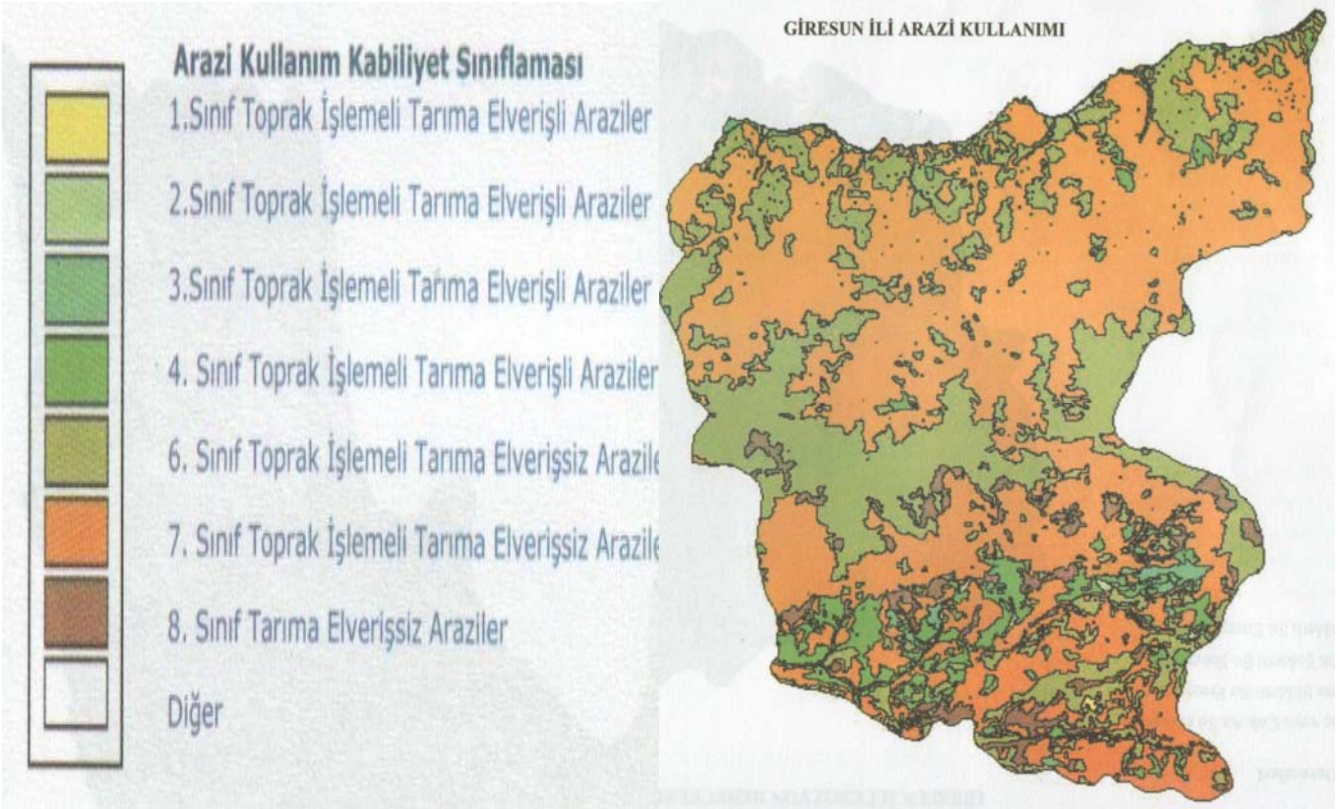 Arazi Kullanım Kabiliyet Sınıflaması
1.Sınıf Toprak İşlemeli Tarıma Elverişli Araziler
2.Sınıf Toprak İşlemeli Tarıma Elverişli Araziler
3.Sınıf Toprak İşlemeli Tarıma Elverişli Araziler
4. Sınıf Toprak İşlemeli Tarıma Elverişli Araziler
6. Sınıf Toprak İşlemeli Tarıma Elverişsiz Arazile
7. Sınıf Toprak İşlemeli Tarıma Elverişsiz Arazile
8. Sınıf Tarıma Elverişsiz Araziler
Diğer
GİRESUN İLİ ARAZİ KULLANIMI